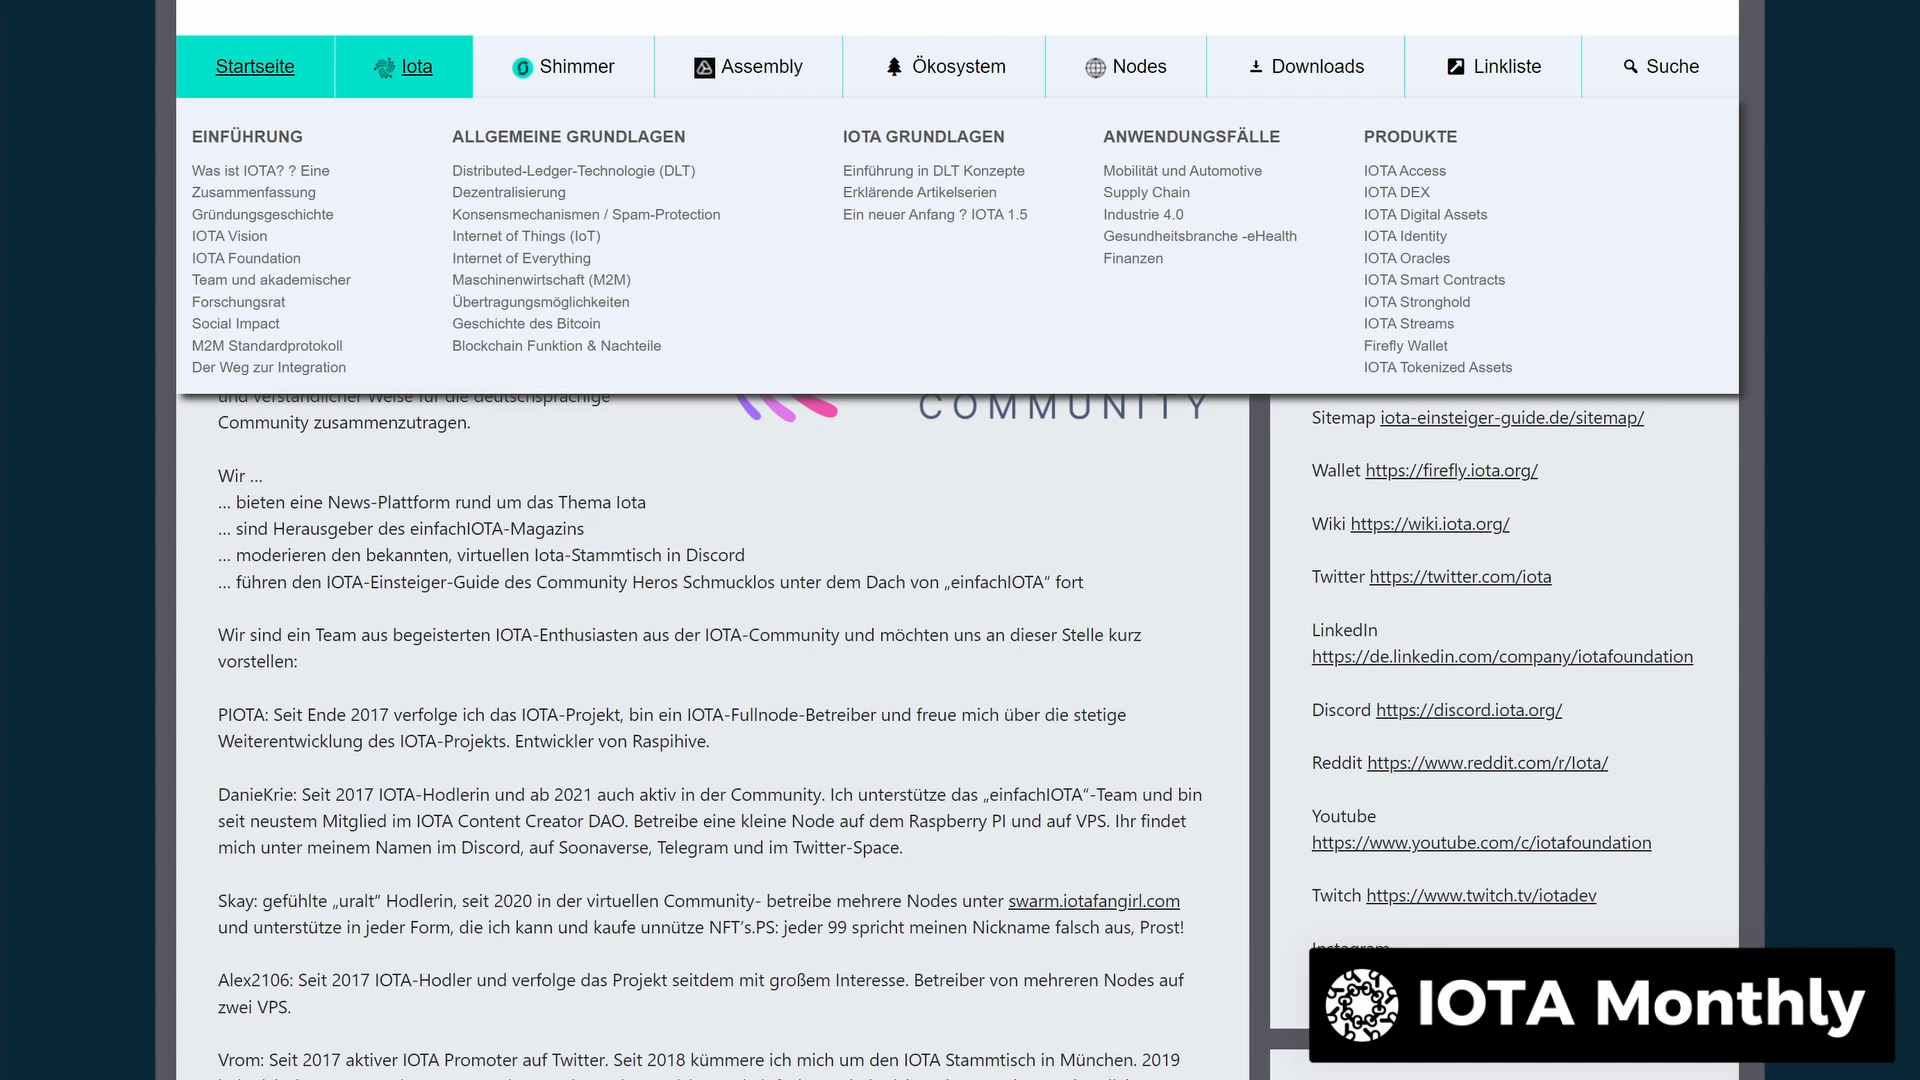 Startseite
Iota
Shimmer
Assembly
Ökosystem
Nodes
Downloads
Linkliste
Suche
EINFÜHRUNG
Was ist IOTA? ? Eine
Zusammenfassung
Gründungsgeschichte
IOTA Vision
IOTA Foundation
Team und akademischer
Forschungsrat
Social Impact
M2M Standardprotokoll
Der Weg zur Integration
ALLGEMEINE GRUNDLAGEN
Distributed-Ledger-Technologie (DLT)
Dezentralisierung
Konsensmechanismen / Spam-Protection
Internet of Things (IoT)
Internet of Everything
Maschinenwirtschaft (M2M)
Übertragungsmöglichkeiten
Geschichte des Bitcoin
Blockchain Funktion & Nachteile
IOTA GRUNDLAGEN
Einführung in DLT Konzepte
Erklärende Artikelserien
Ein neuer Anfang ? IOTA 1.5
ANWENDUNGSFÄLLE
Mobilität und Automotive
Supply Chain
Industrie 4.0
Gesundheitsbranche -eHealth
Finanzen
PRODUKTE
IOTA Access
IOTA DEX
IOTA Digital Assets
IOTA Identity
IOTA Oracles
IOTA Smart Contracts
IOTA Stronghold
IOTA Streams
Firefly Wallet
IOTA Tokenized Assets
und verständlicher Weise für die deutschsprachige
Community zusammenzutragen.
COMMUNITY
Wir ...
... bieten eine News-Plattform rund um das Thema Iota
... sind Herausgeber des einfachIOTA-Magazins
... moderieren den bekannten, virtuellen Iota-Stammtisch in Discord
... führen den IOTA-Einsteiger-Guide des Community Heros Schmucklos unter dem Dach von „einfachIOTA“ fort
Wir sind ein Team aus begeisterten IOTA-Enthusiasten aus der IOTA-Community und möchten uns an dieser Stelle kurz
vorstellen:
PIOTA: Seit Ende 2017 verfolge ich das IOTA-Projekt, bin ein IOTA-Fullnode-Betreiber und freue mich über die stetige
Weiterentwicklung des IOTA-Projekts. Entwickler von Raspihive.
DanieKrie: Seit 2017 IOTA-Hodlerin und ab 2021 auch aktiv in der Community. Ich unterstütze das „einfachIOTA“-Team und bin
seit neustem Mitglied im IOTA Content Creator DAO. Betreibe eine kleine Node auf dem Raspberry PI und auf VPS. Ihr findet
mich unter meinem Namen im Discord, auf Soonaverse, Telegram und im Twitter-Space.
Skay: gefühlte „uralt“ Hodlerin, seit 2020 in der virtuellen Community- betreibe mehrere Nodes unter swarm.iotafangirl.com
und unterstütze in jeder Form, die ich kann und kaufe unnütze NFT’s.PS: jeder 99 spricht meinen Nickname falsch aus, Prost!
Alex2106: Seit 2017 IOTA-Hodler und verfolge das Projekt seitdem mit großem Interesse. Betreiber von mehreren Nodes auf
zwei VPS.
Vrom: Seit 2017 aktiver IOTA Promoter auf Twitter. Seit 2018 kümmere ich mich um den IOTA Stammtisch in München. 2019
Sitemap iota-einsteiger-guide.de/sitemap/
Wallet https://firefly.iota.org/
Wiki https://wiki.iota.org/
Twitter https://twitter.com/iota
LinkedIn
https://de.linkedin.com/company/iotafoundation
Discord https://discord.iota.org/
Reddit https://www.reddit.com/r/Iota/
Youtube
https://www.youtube.com/c/iotafoundation
Twitch https://www.twitch.tv/iotadev
Instagram
IOTA Monthly